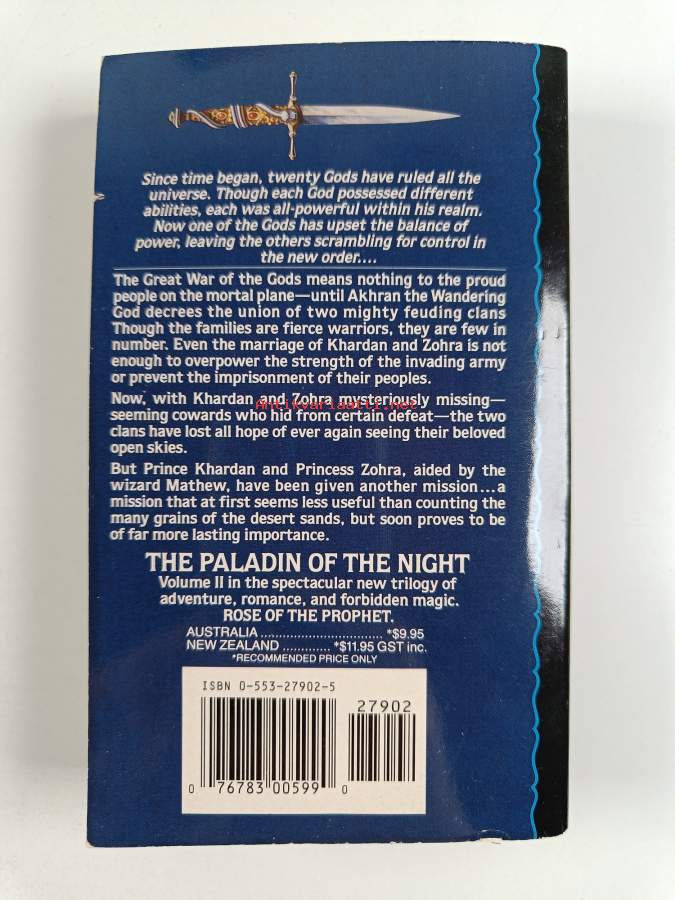 Since time began, twenty Gods have ruled all the
universe. Though each God possessed different
abilities, each was all-powerful within his realm.
Now one of the Gods has upset the balance of
power, leaving the others scrambling for control in
the new order....
The Great War of the Gods means nothing to the proud
people on the mortal plane—until Akhran the Wandering
God decrees the union of two mighty feuding clans
Though the families are fierce warriors, they are few in
number. Even the marriage of Khardan and Zohra is not
enough to overpower the strength of the invading army
or prevent the imprisonment of their peoples.
Now, with Khardan and Zohra mysteriously missing—
Antikvariaatti.net
seeming cowards who hid from certain defeat—the two
clans have lost all hope of ever again seeing their beloved
open skies.
But Prince Khardan and Princess Zohra, aided by the
wizard Mathew, have been given another mission...a
mission that at first seems less useful than counting the
many grains of the desert sands, but soon proves to be
of far more lasting importance.
THE PALADIN OF THE NIGHT
Volume II in the spectacular new trilogy of
adventure, romance, and forbidden magic.
ROSE OF THE PROPHET.
AUSTRALIA ................................. *$9.95
NEW ZEALAND ............. *$11.95 GST inc.
*RECOMMENDED PRICE ONLY
ISBN 0-553-27902-5
27902
0 76783 00599 0